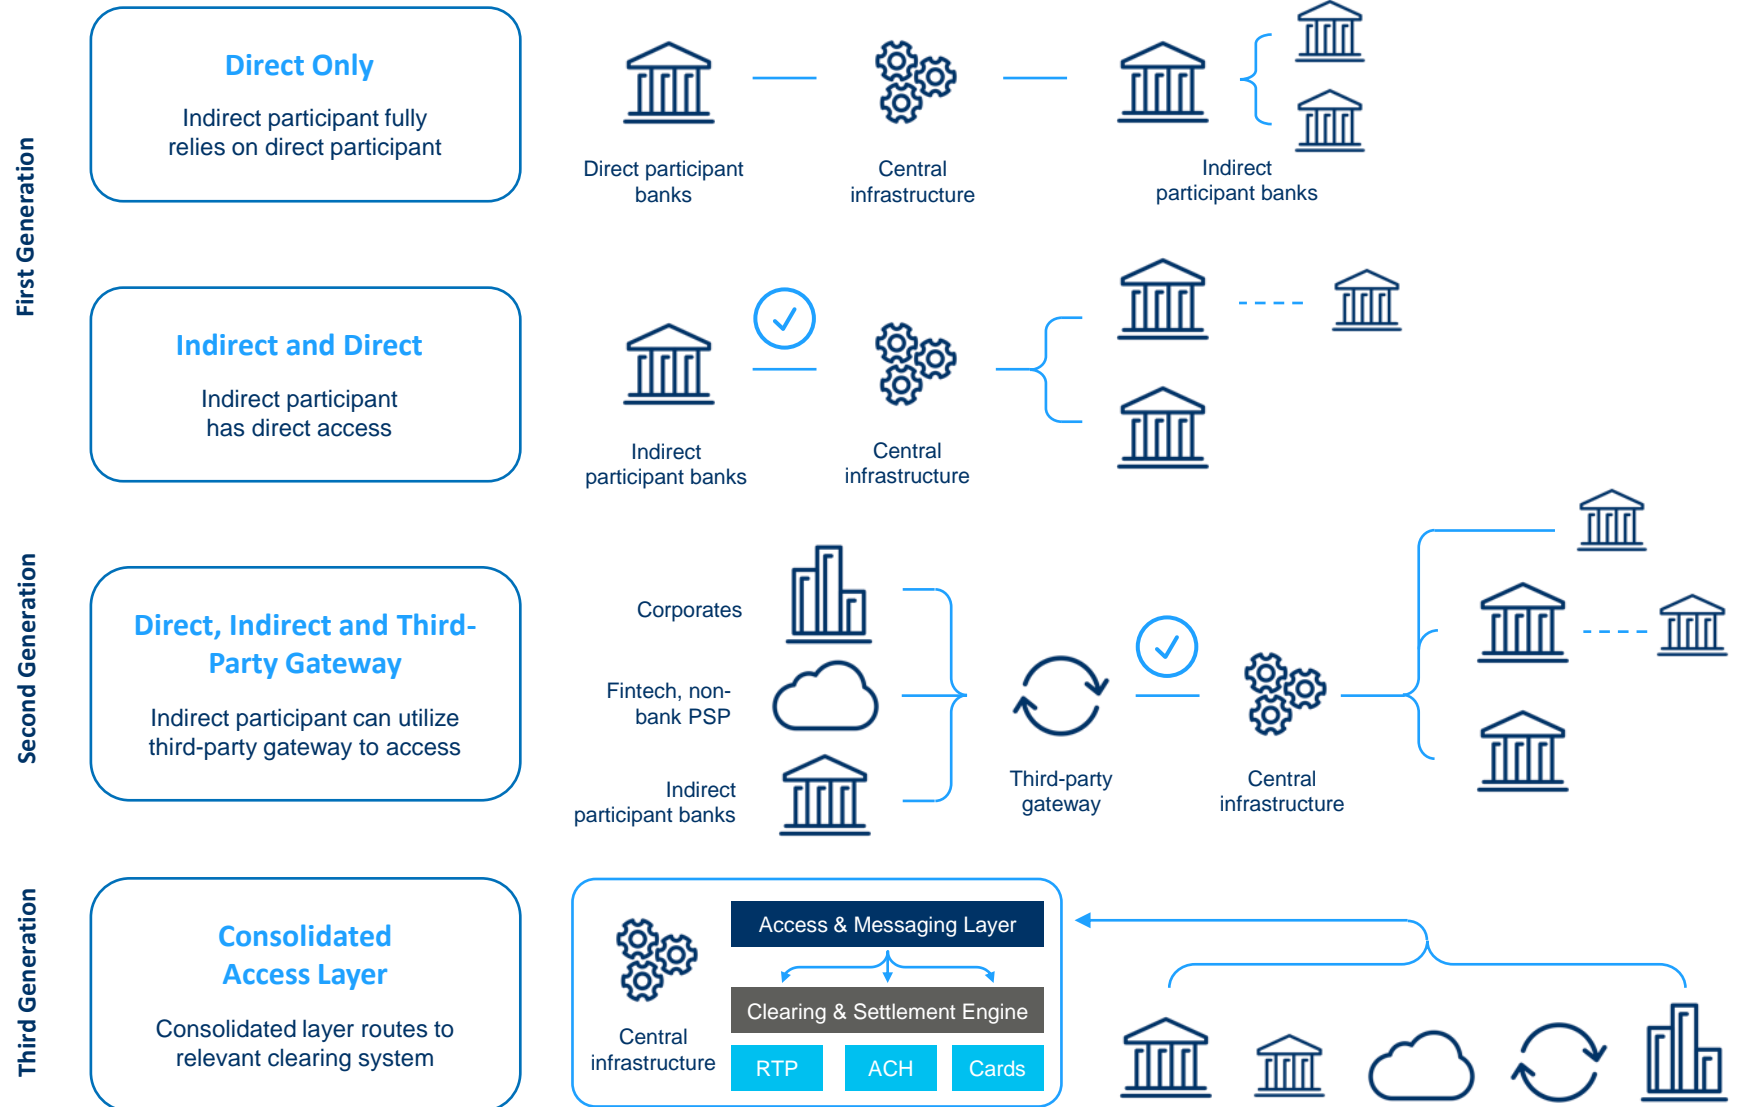 First Generation
Direct Only
Indirect participant fully
relies on direct participant
Direct participant
banks
Central
infrastructure
Indirect
participant banks
Indirect and Direct
Indirect participant
has direct access
Indirect
participant banks
Central
infrastructure
Second Generation
Direct, Indirect and Third-
Party Gateway
Indirect participant can utilize
third-party gateway to access
Corporates
Fintech, non-
bank PSP
Indirect
participant banks
Third-party
gateway
Central
infrastructure
Third Generation
Consolidated
Access Layer
Consolidated layer routes to
relevant clearing system
Central
infrastructure
Access & Messaging Layer
Clearing & Settlement Engine
RTP
ACH
Cards